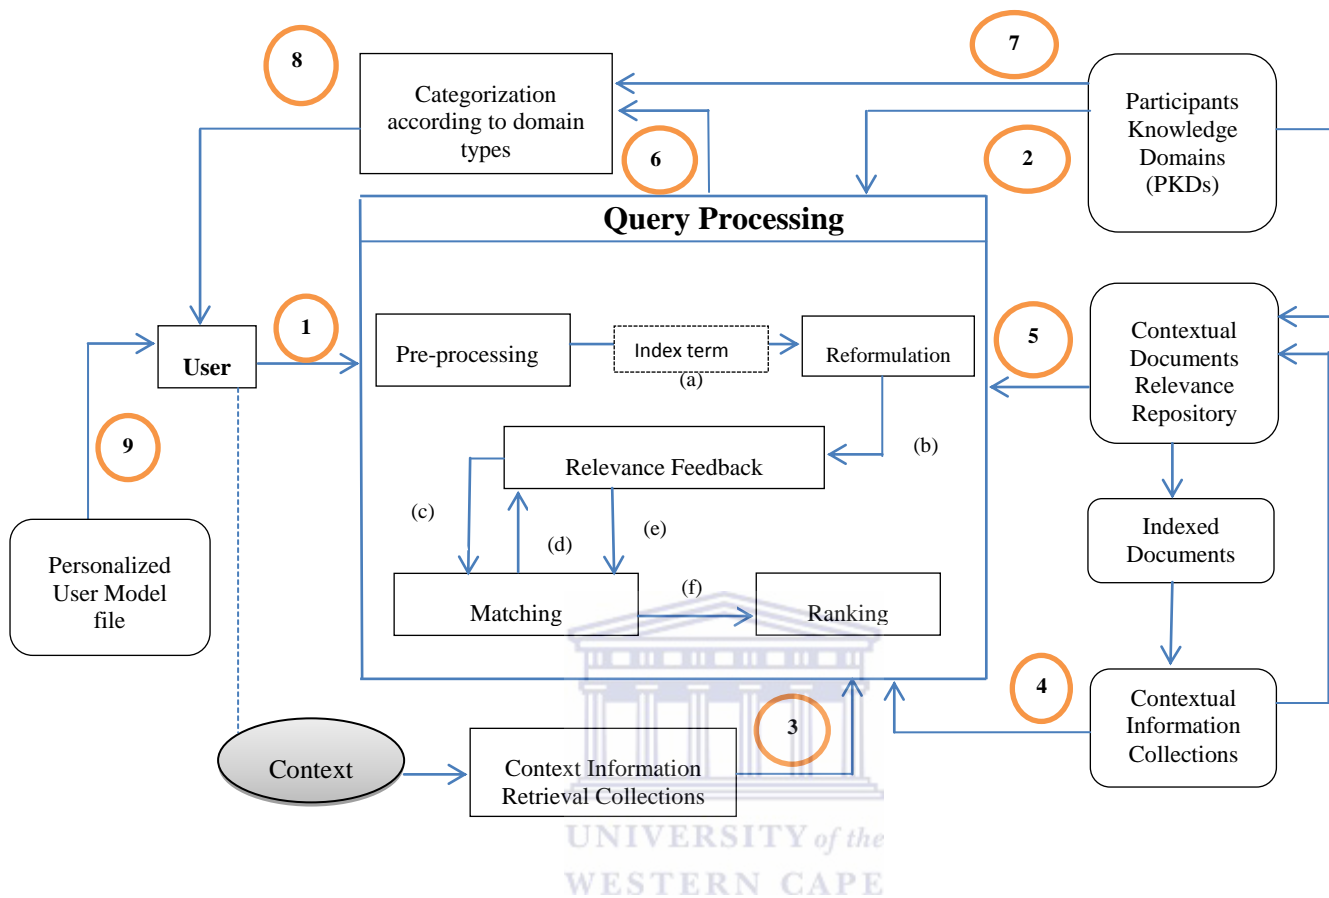 7
8
Categorization
according to domain
types
Participants
Knowledge
Domains
(PKDs)
6
2
Query Processing
1
User
Pre-processing
Index term
(a)
Reformulation
5
Contextual
Documents
Relevance
Repository
9
(b)
Relevance Feedback
(c)
(d)
(e)
Indexed
Documents
Personalized
User Model
file
Matching
(f)
Ranking
4
Contextual
Information
Collections
3
Context
Context Information
Retrieval Collections
UNIVERSITY of the
WESTERN CAPE